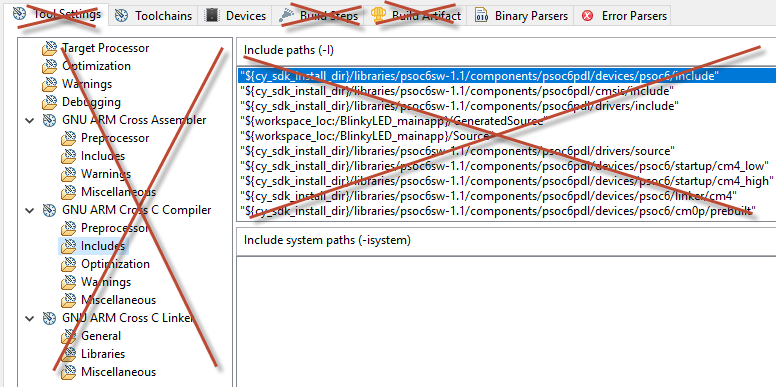 Tool Settings Toolchains Devices Build Steps Build Artifact Binary Parsers Error Parsers
Target Processor
Optimization
Warnings
Debugging
GNU ARM Cross Assembler
Preprocessor
Includes
Warnings
Miscellaneous
GNU ARM Cross C Compiler
Preprocessor
Includes
Optimization
Warnings
Miscellaneous
GNU ARM Cross C Linker
General
Libraries
Miscellaneous
Include paths (-I)
"${cy_sdk_install_dir}/libraries/psoc6sw-1.1/components/psoc6pdl/devices/psoc6/include"
"${cy_sdk_install_dir}/libraries/psoc6sw-1.1/components/psoc6pdl/cmsis/include"
"${cy_sdk_install_dir}/libraries/psoc6sw-1.1/components/psoc6pdl/drivers/include"
"${workspace_loc:/BlinkyLED_mainapp}/GeneratedSource"
"${workspace_loc:/BlinkyLED_mainapp}/Source"
"${cy_sdk_install_dir}/libraries/psoc6sw-1.1/components/psoc6pdl/drivers/source"
"${cy_sdk_install_dir}/libraries/psoc6sw-1.1/components/psoc6pdl/devices/psoc6/startup/cm4_low"
"${cy_sdk_install_dir}/libraries/psoc6sw-1.1/components/psoc6pdl/devices/psoc6/startup/cm4_high"
"${cy_sdk_install_dir}/libraries/psoc6sw-1.1/components/psoc6pdl/devices/psoc6/linker/cm4"
"${cy_sdk_install_dir}/libraries/psoc6sw-1.1/components/psoc6pdl/devices/psoc6/cm0p/prebuilt"
Include system paths (-isystem)